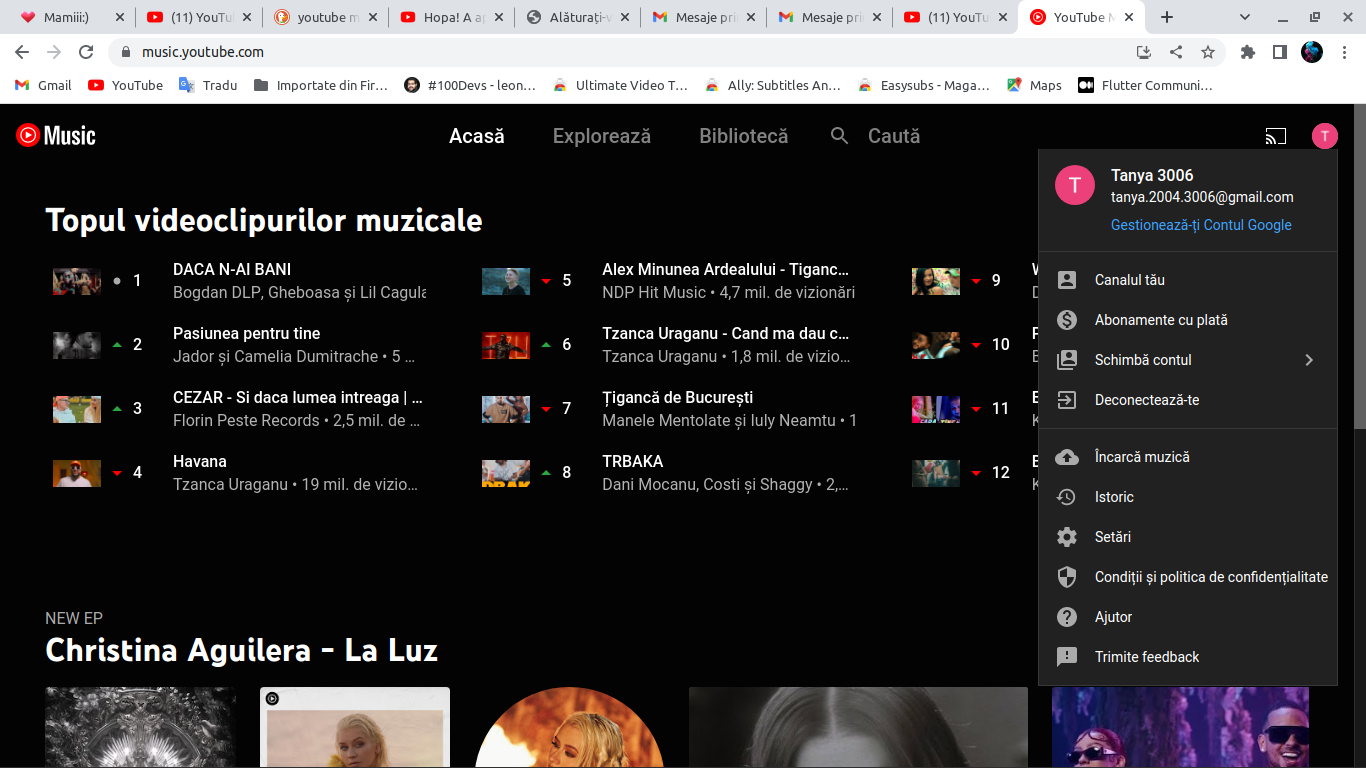 Mamiii:)
(11) YouTu
youtube m
Hopa! A ap
Alăturați-v
Mesaje pri
Mesaje pri
(11) YouTu
YouTube M
music.youtube.com
Gmail
YouTube
Tradu
Importate din Fir…
#100Devs - leon…
Ultimate Video T…
Ally: Subtitles An…
Easysubs - Maga…
Maps
Flutter Communi…
Music
Acasă
Explorează
Bibliotecă
Caută
T
T
Tanya 3006
tanya.2004.3006@gmail.com
Gestionează-ți Contul Google
Canalul tău
Abonamente cu plată
Schimbă contul
Deconectează-te
Încarcă muzică
Istoric
Setări
Condiții și politica de confidențialitate
Ajutor
Trimite feedback
Topul videoclipurilor muzicale
1
DACA N-AI BANI
Bogdan DLP, Gheboasa și Lil Cagula
2
Pasiunea pentru tine
Jador și Camelia Dumitrache • 5 …
3
CEZAR - Si daca lumea intreaga | …
Florin Peste Records • 2,5 mil. de …
4
Havana
Tzanca Uraganu • 19 mil. de vizio…
5
Alex Minunea Ardealului - Tiganc…
NDP Hit Music • 4,7 mil. de vizionări
6
Tzanca Uraganu - Cand ma dau c…
Tzanca Uraganu • 1,8 mil. de vizio…
7
Țigancă de București
Manele Mentolate și Iuly Neamtu • 1
8
TRBAKA
Dani Mocanu, Costi și Shaggy • 2,…
9
10
11
12
NEW EP
Christina Aguilera - La Luz